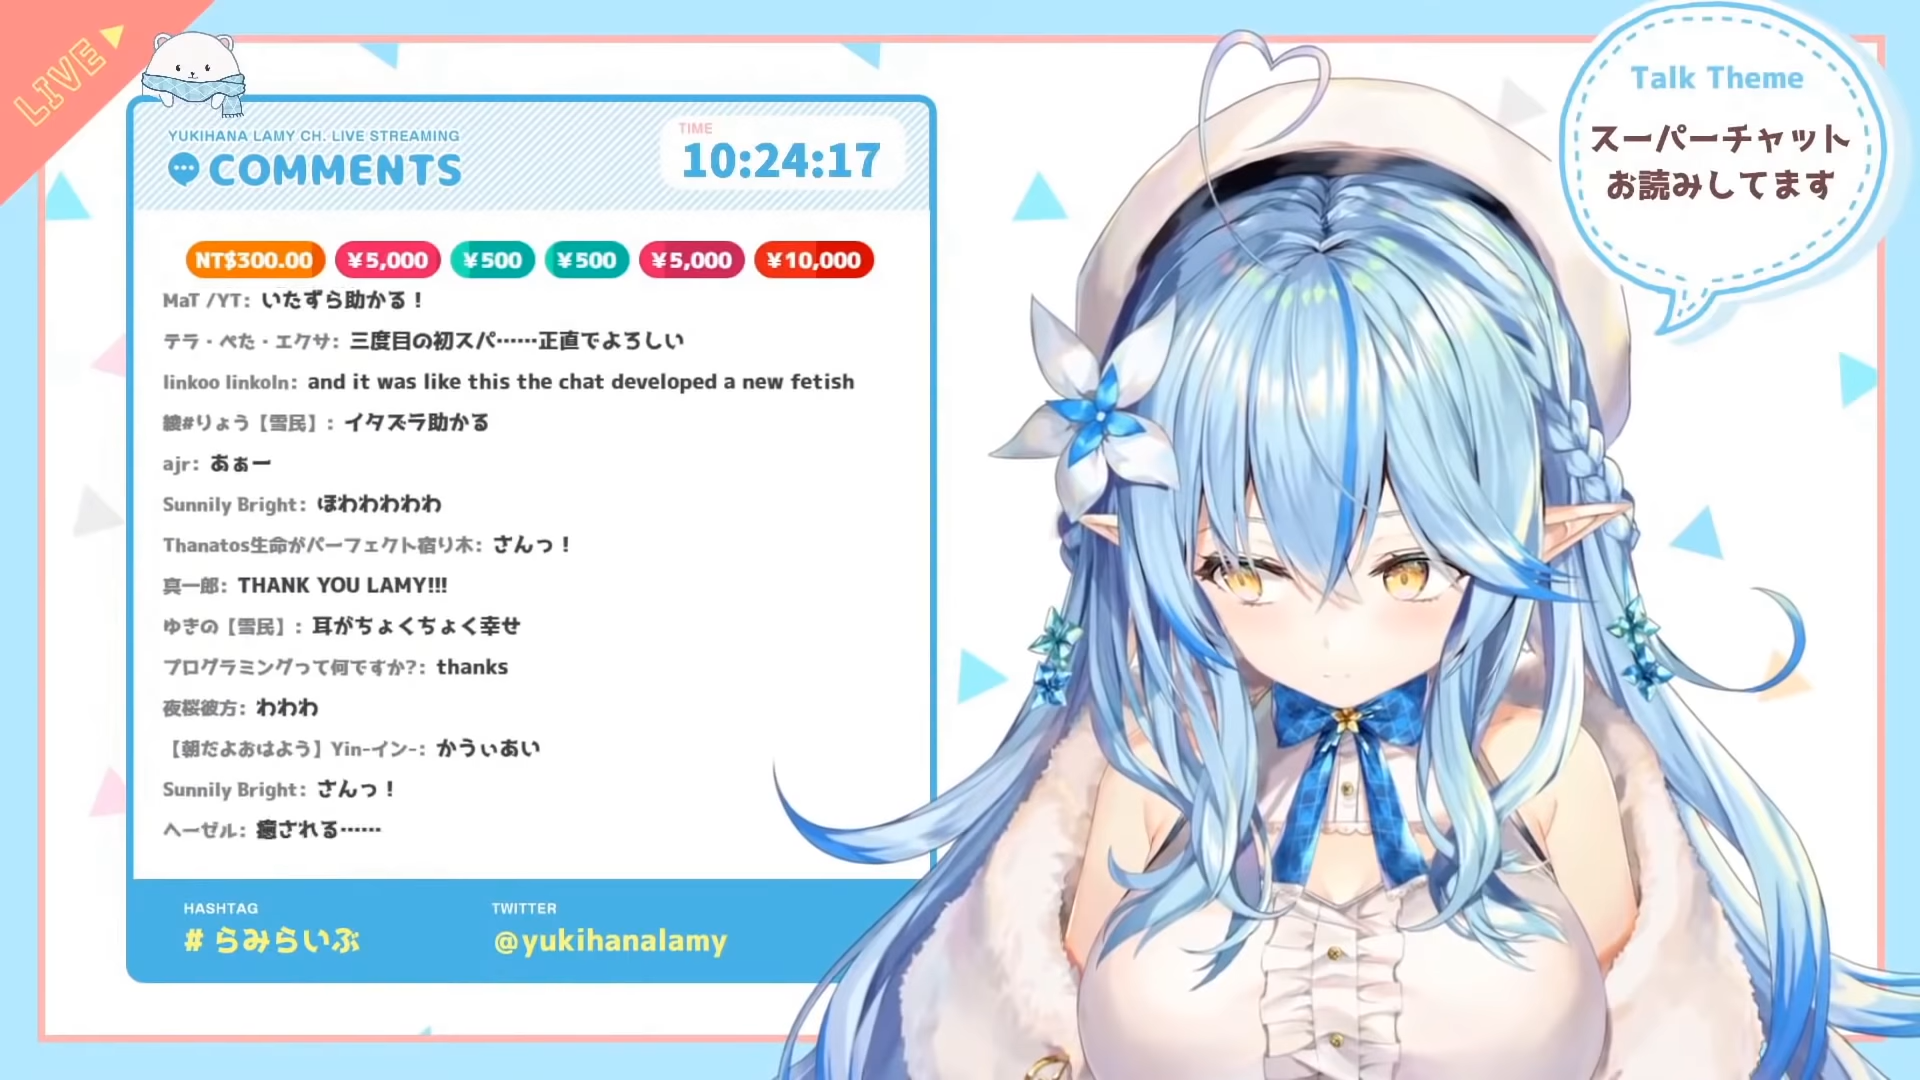 LIVE
YUKIHANA LAMY CH. LIVE STREAMING
COMMENTS
TIME
10:24:17
NT$300.00 ¥5,000 ¥500 ¥500 ¥5,000 ¥10,000
MaT /YT: いたずら助かる！
テラ・ぺた・エクサ: 三度目の初スパ……正直でよろしい
linkoo linkoln: and it was like this the chat developed a new fetish
綾#りょう【雪民】: イタズラ助かる
ajr: あぁー
Sunnily Bright: ほわわわわわ
Thanatos生命がパーフェクト宿り木: さんっ！
真一郎: THANK YOU LAMY!!!
ゆきの【雪民】: 耳がちょくちょく幸せ
プログラミングって何ですか?: thanks
夜桜彼方: わわわ
【朝だよおはよう】Yin-イン-: かうぃあい
Sunnily Bright: さんっ！
ヘーゼル: 癒される……
HASHTAG
# らみらいぶ
TWITTER
@yukihanalamy
Talk Theme
スーパーチャット
お読みしてます